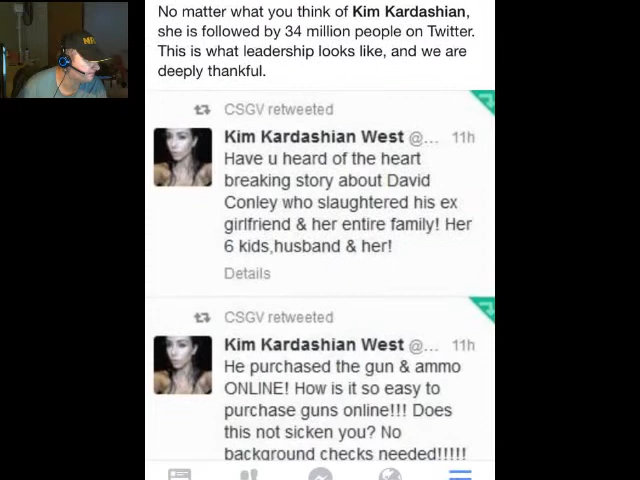 No matter what you think of Kim Kardashian,
she is followed by 34 million people on Twitter.
This is what leadership looks like, and we are
deeply thankful.
CSGV retweeted
Kim Kardashian West @... 11h
Have u heard of the heart
breaking story about David
Conley who slaughtered his ex
girlfriend & her entire family! Her
6 kids,husband & her!
Details
CSGV retweeted
Kim Kardashian West @... 11h
He purchased the gun & ammo
ONLINE! How is it so easy to
purchase guns online!!! Does
this not sicken you? No
background checks needed!!!!!